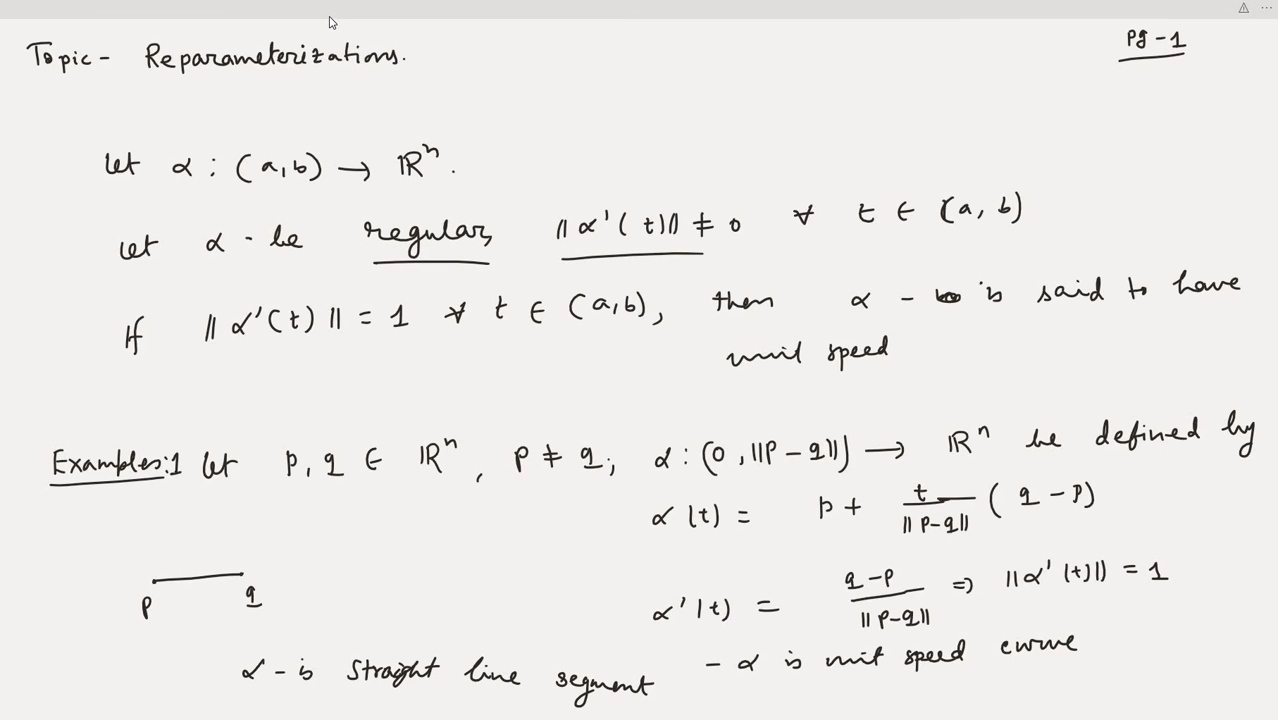 Topic - Reparameterizations.
Pg - 1
let α : (a,b) → ℝⁿ.
let α - be regular, ||α'(t)|| ≠ 0 ∀ t ∈ (a, b)
If ||α'(t)|| = 1 ∀ t ∈ (a,b), then α - is said to have
unit speed
Examples:1 let p, q ∈ ℝⁿ, p ≠ q; α : (0, ||p - q||) → ℝⁿ be defined by
α(t) = p + t/||p-q|| (q - p)
p q
α'(t) = q-p/||p-q|| ⇒ ||α'(t)|| = 1
α - is straight line segment - α is unit speed curve